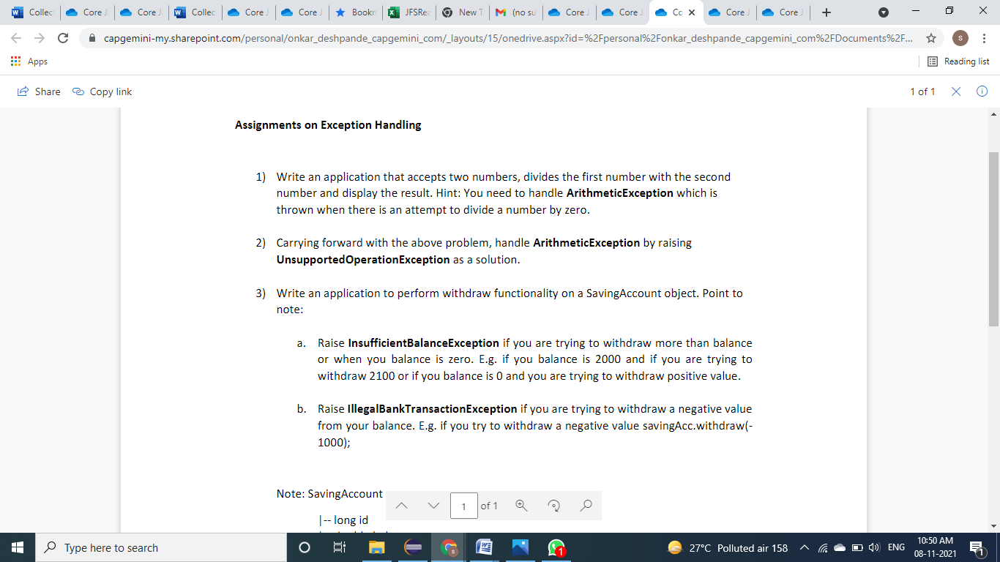 Collec
Core J
Core J
Collec
Core J
Core J
Bookn
JFSRe
New T
(no su
Core J
Core J
Cc
Core J
Core J
capgemini-my.sharepoint.com/personal/onkar_deshpande_capgemini_com/_layouts/15/onedrive.aspx?id=%2Fpersonal%2Fonkar_deshpande_capgemini_com%2FDocuments%2F...
S
Apps
Reading list
Share
Copy link
1 of 1
Assignments on Exception Handling
1) Write an application that accepts two numbers, divides the first number with the second
number and display the result. Hint: You need to handle ArithmeticException which is
thrown when there is an attempt to divide a number by zero.
2) Carrying forward with the above problem, handle ArithmeticException by raising
UnsupportedOperationException as a solution.
3) Write an application to perform withdraw functionality on a SavingAccount object. Point to
note:
a. Raise InsufficientBalanceException if you are trying to withdraw more than balance
or when you balance is zero. E.g. if you balance is 2000 and if you are trying to
withdraw 2100 or if you balance is 0 and you are trying to withdraw positive value.
b. Raise IllegalBankTransactionException if you are trying to withdraw a negative value
from your balance. E.g. if you try to withdraw a negative value savingAcc.withdraw(-
1000);
Note: SavingAccount
|-- long id
1 of 1
Type here to search
1
27°C Polluted air 158
ENG
10:50 AM
08-11-2021
1